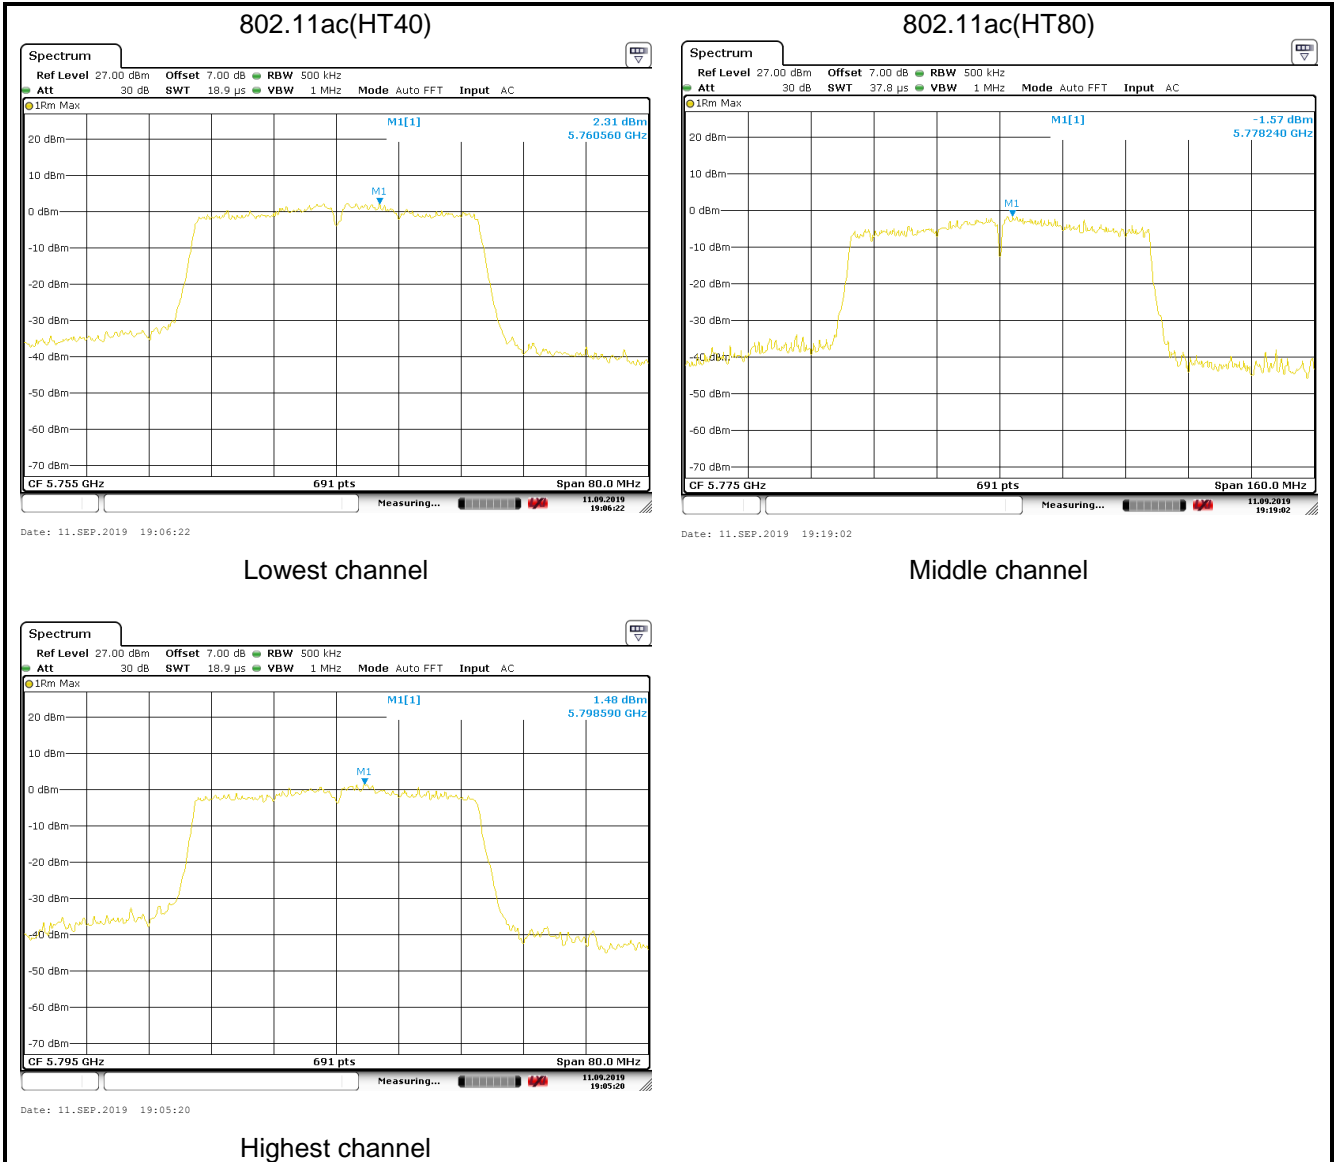 802.11ac(HT40)
Spectrum
Ref Level 27.00 dBm Offset 7.00 dB RBW 500 kHz
Att 30 dB SWT 18.9 µs VBW 1 MHz Mode Auto FFT Input AC
1Rm Max
M1[1] 2.31 dBm
5.760560 GHz
20 dBm
10 dBm
M1
0 dBm
-10 dBm
-20 dBm
-30 dBm
-40 dBm
-50 dBm
-60 dBm
-70 dBm
CF 5.755 GHz 691 pts Span 80.0 MHz
Measuring... 11.09.2019
19:06:22
Date: 11.SEP.2019 19:06:22
Lowest channel
802.11ac(HT80)
Spectrum
Ref Level 27.00 dBm Offset 7.00 dB RBW 500 kHz
Att 30 dB SWT 37.8 µs VBW 1 MHz Mode Auto FFT Input AC
1Rm Max
M1[1] -1.57 dBm
5.778240 GHz
20 dBm
10 dBm
M1
0 dBm
-10 dBm
-20 dBm
-30 dBm
-40 dBm
-50 dBm
-60 dBm
-70 dBm
CF 5.775 GHz 691 pts Span 160.0 MHz
Measuring... 11.09.2019
19:19:02
Date: 11.SEP.2019 19:19:02
Middle channel
Spectrum
Ref Level 27.00 dBm Offset 7.00 dB RBW 500 kHz
Att 30 dB SWT 18.9 µs VBW 1 MHz Mode Auto FFT Input AC
1Rm Max
M1[1] 1.48 dBm
5.798590 GHz
20 dBm
10 dBm
M1
0 dBm
-10 dBm
-20 dBm
-30 dBm
-40 dBm
-50 dBm
-60 dBm
-70 dBm
CF 5.795 GHz 691 pts Span 80.0 MHz
Measuring... 11.09.2019
19:05:20
Date: 11.SEP.2019 19:05:20
Highest channel